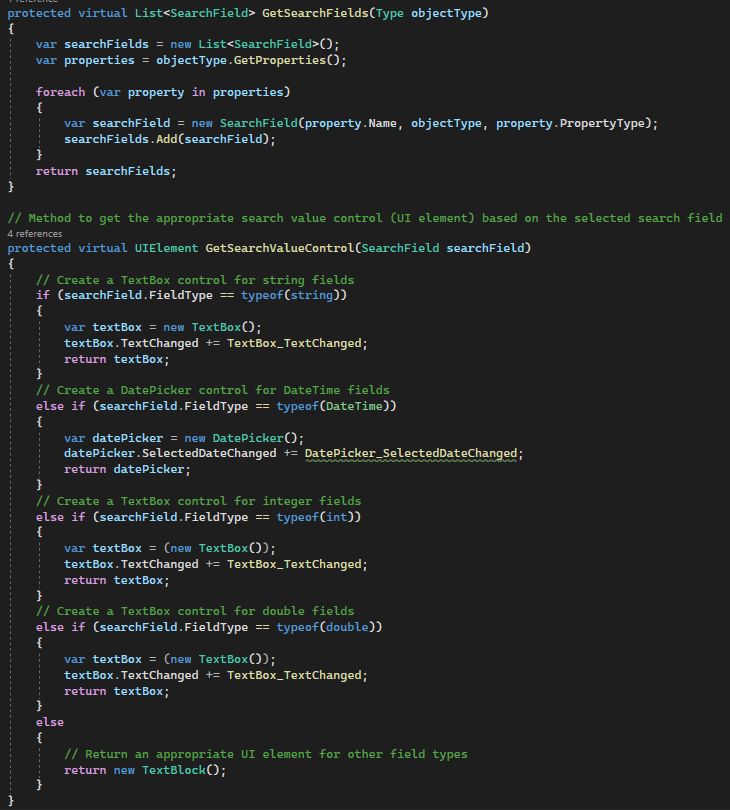 protected virtual List<SearchField> GetSearchFields(Type objectType)
{
    var searchFields = new List<SearchField>();
    var properties = objectType.GetProperties();

    foreach (var property in properties)
    {
        var searchField = new SearchField(property.Name, objectType, property.PropertyType);
        searchFields.Add(searchField);
    }
    return searchFields;
}

// Method to get the appropriate search value control (UI element) based on the selected search field
4 references
protected virtual UIElement GetSearchValueControl(SearchField searchField)
{
    // Create a TextBox control for string fields
    if (searchField.FieldType == typeof(string))
    {
        var textBox = new TextBox();
        textBox.TextChanged += TextBox_TextChanged;
        return textBox;
    }
    // Create a DatePicker control for DateTime fields
    else if (searchField.FieldType == typeof(DateTime))
    {
        var datePicker = new DatePicker();
        datePicker.SelectedDateChanged += DatePicker_SelectedDateChanged;
        return datePicker;
    }
    // Create a TextBox control for integer fields
    else if (searchField.FieldType == typeof(int))
    {
        var textBox = (new TextBox());
        textBox.TextChanged += TextBox_TextChanged;
        return textBox;
    }
    // Create a TextBox control for double fields
    else if (searchField.FieldType == typeof(double))
    {
        var textBox = (new TextBox());
        textBox.TextChanged += TextBox_TextChanged;
        return textBox;
    }
    else
    {
        // Return an appropriate UI element for other field types
        return new TextBlock();
    }
}